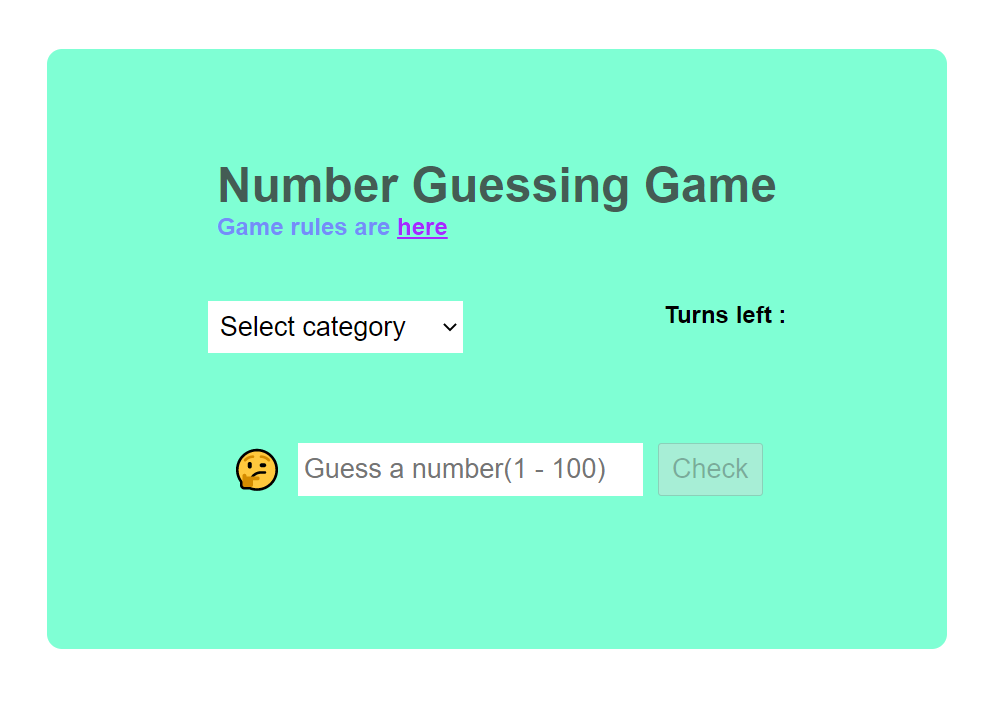 Number Guessing Game
Game rules are here
Select category
Turns left :
Guess a number(1 - 100)
Check